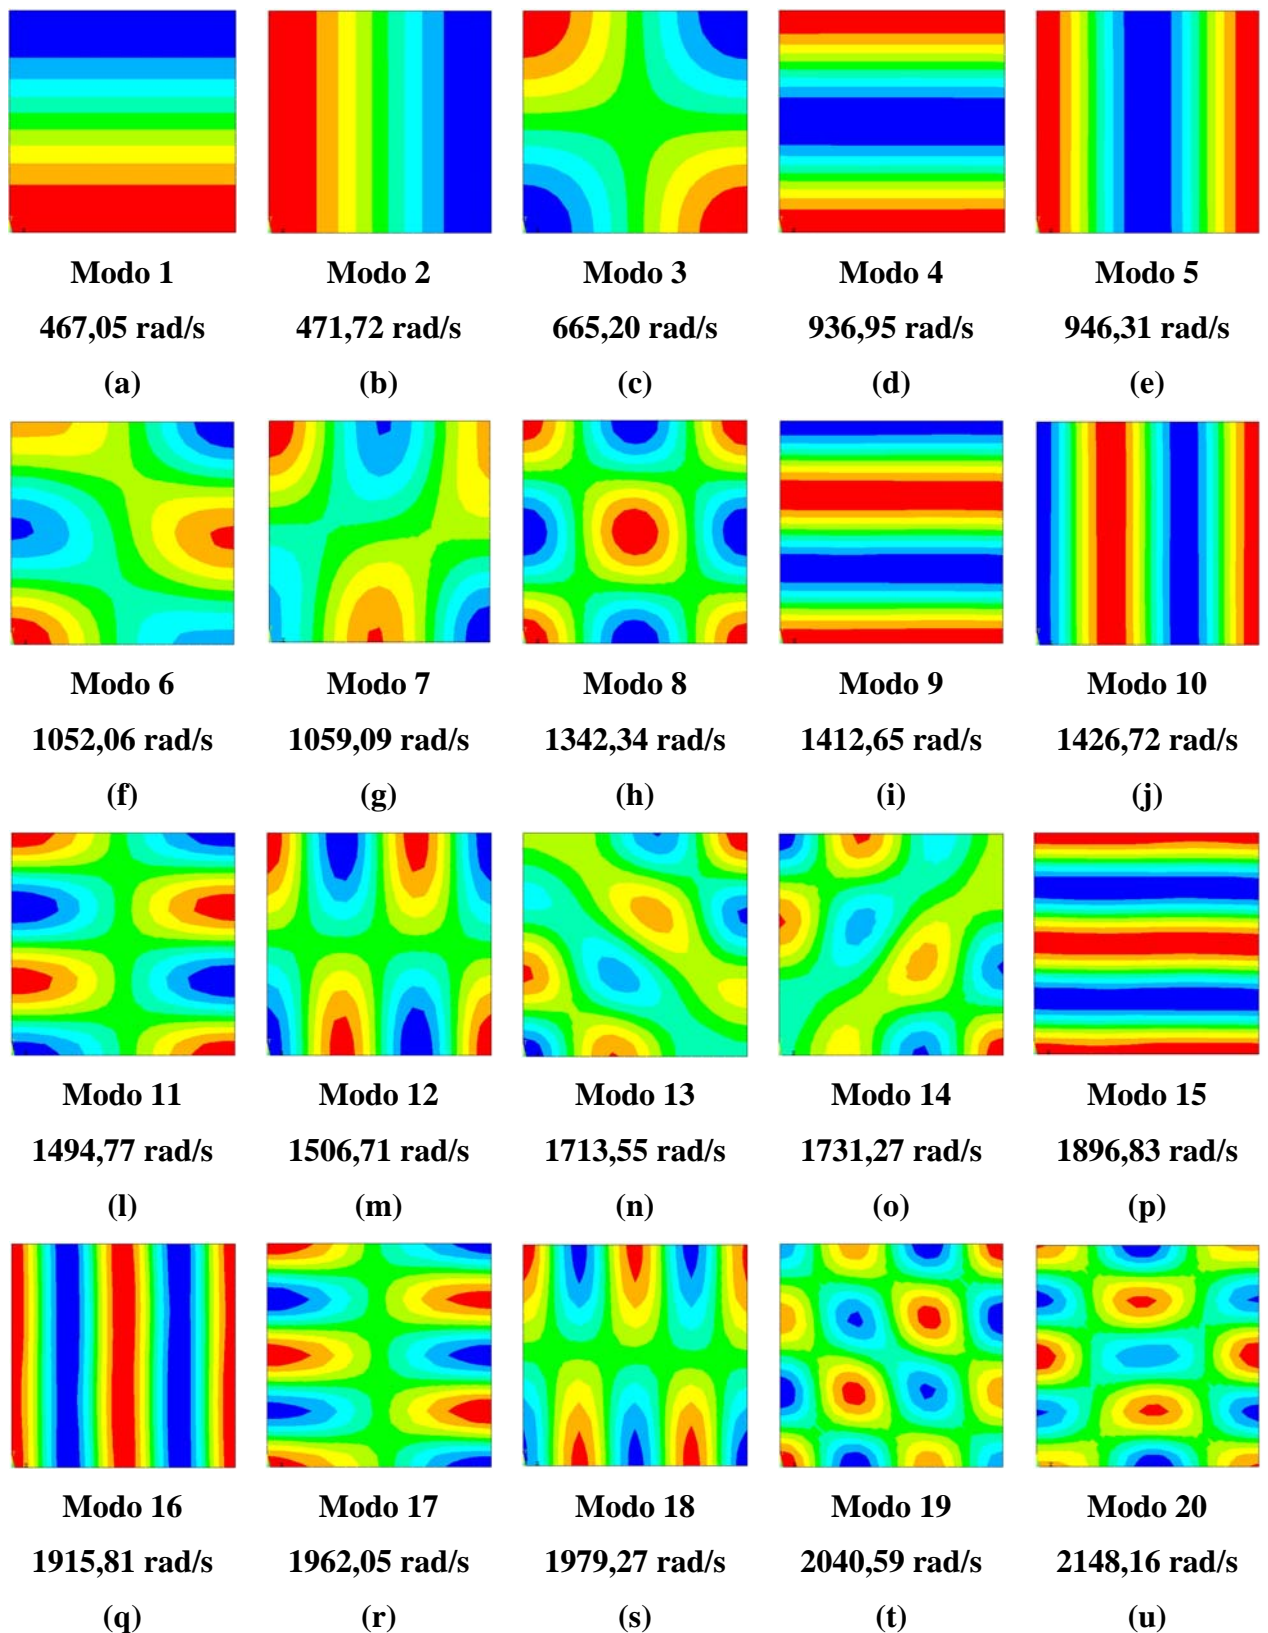 Modo 1 Modo 2 Modo 3 Modo 4 Modo 5
467,05 rad/s 471,72 rad/s 665,20 rad/s 936,95 rad/s 946,31 rad/s
(a) (b) (c) (d) (e)
Modo 6 Modo 7 Modo 8 Modo 9 Modo 10
1052,06 rad/s 1059,09 rad/s 1342,34 rad/s 1412,65 rad/s 1426,72 rad/s
(f) (g) (h) (i) (j)
Modo 11 Modo 12 Modo 13 Modo 14 Modo 15
1494,77 rad/s 1506,71 rad/s 1713,55 rad/s 1731,27 rad/s 1896,83 rad/s
(l) (m) (n) (o) (p)
Modo 16 Modo 17 Modo 18 Modo 19 Modo 20
1915,81 rad/s 1962,05 rad/s 1979,27 rad/s 2040,59 rad/s 2148,16 rad/s
(q) (r) (s) (t) (u)